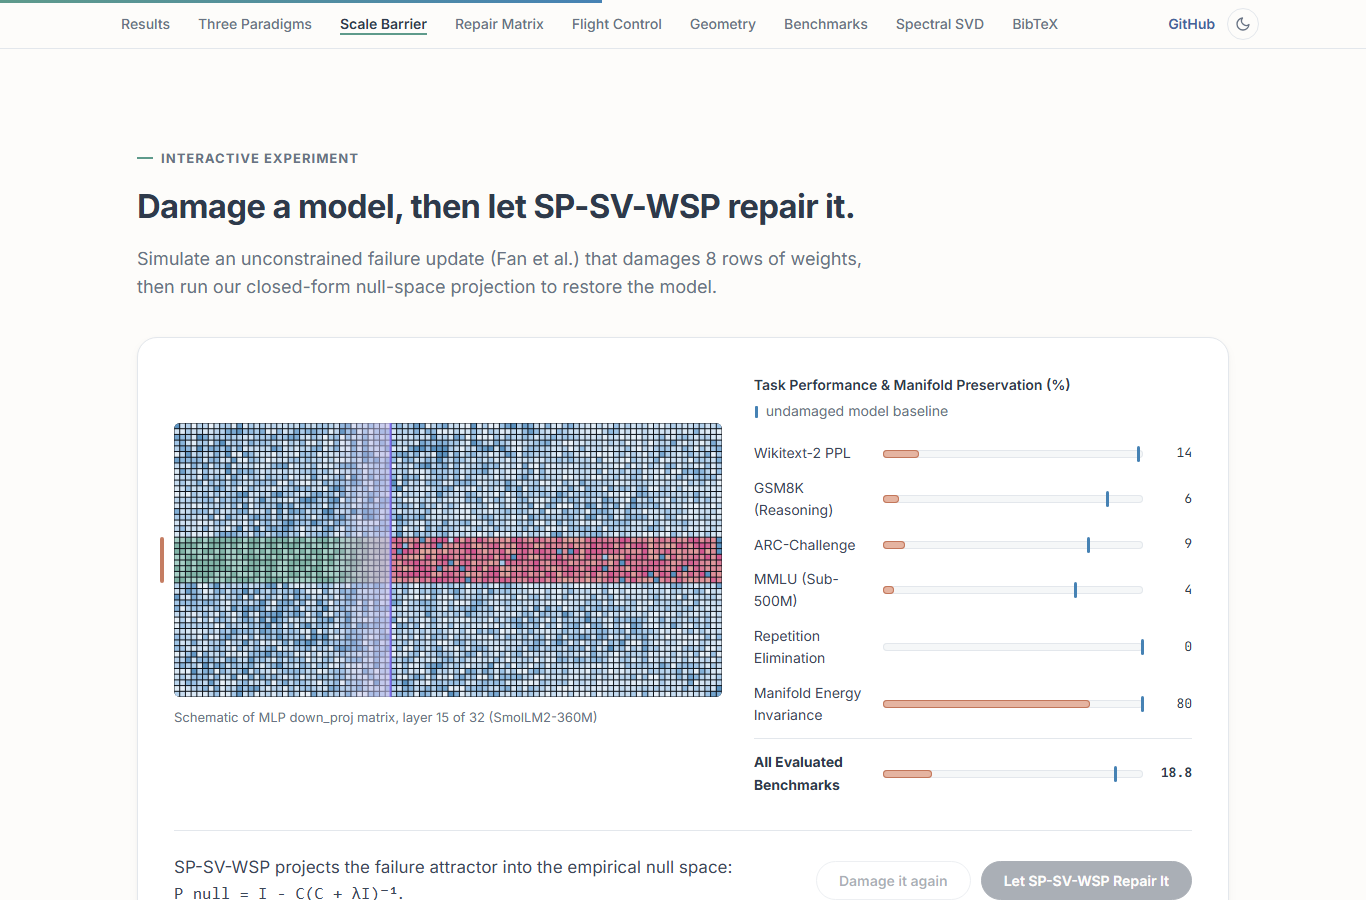 Results Three Paradigms Scale Barrier Repair Matrix Flight Control Geometry Benchmarks Spectral SVD BibTeX GitHub
INTERACTIVE EXPERIMENT
Damage a model, then let SP-SV-WSP repair it.
Simulate an unconstrained failure update (Fan et al.) that damages 8 rows of weights,
then run our closed-form null-space projection to restore the model.
Schematic of MLP down_proj matrix, layer 15 of 32 (SmolLM2-360M)
Task Performance & Manifold Preservation (%)
undamaged model baseline
Wikitext-2 PPL 14
GSM8K
(Reasoning) 6
ARC-Challenge 9
MMLU (Sub-
500M) 4
Repetition
Elimination 0
Manifold Energy
Invariance 80
All Evaluated
Benchmarks 18.8
SP-SV-WSP projects the failure attractor into the empirical null space:
P_null = I - C(C + λI)⁻¹.
Damage it again
Let SP-SV-WSP Repair It